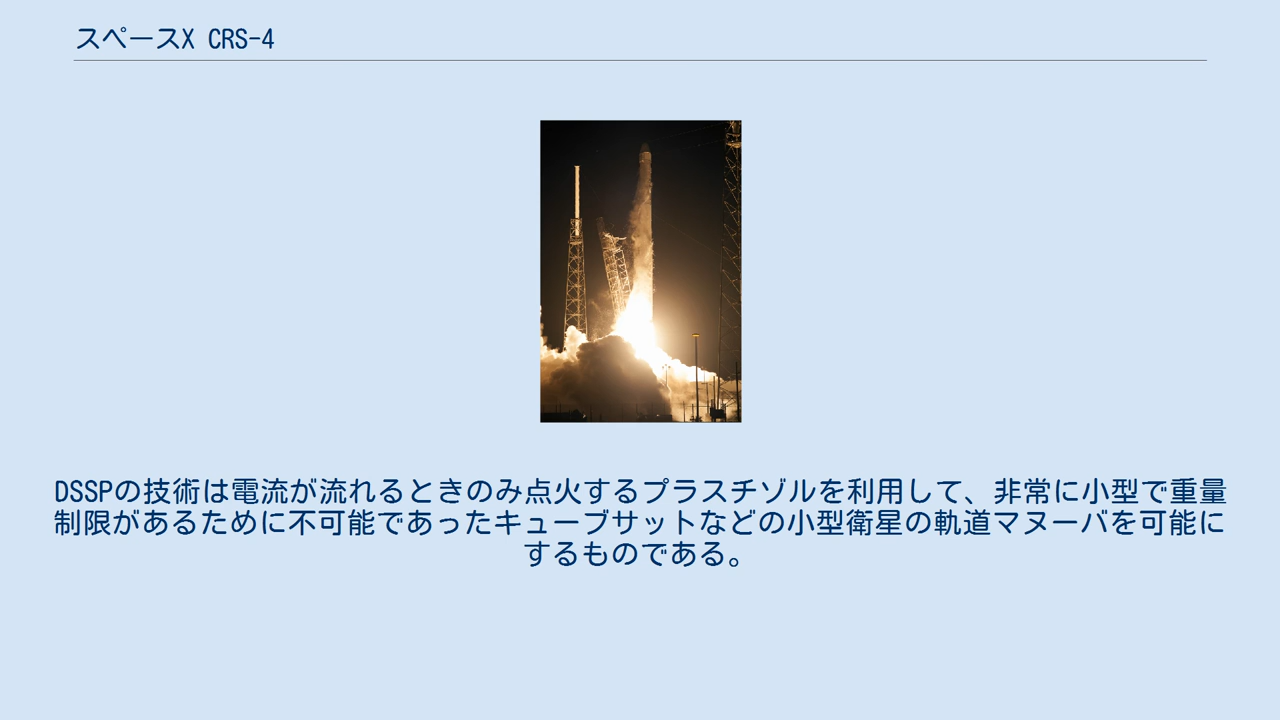 スペースX CRS-4
DSSPの技術は電流が流れるときのみ点火するプラスチゾルを利用して、非常に小型で重量
制限があるために不可能であったキューブサットなどの小型衛星の軌道マヌーバを可能に
するものである。